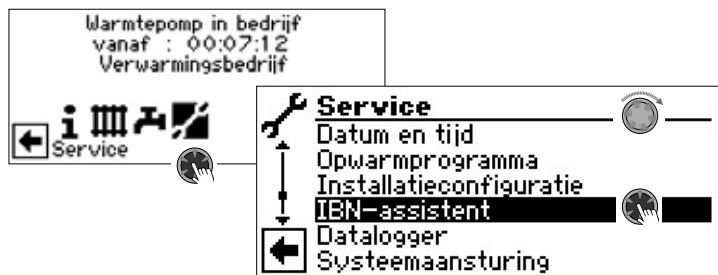 Warmtepomp in bedrijf
vanaf : 00:07:12
Verwarmingsbedrijf
Service
Service
Datum en tijd
Opwarmprogramma
Installatieconfiguratie
IBN-assistent
Datalogger
Systeemaansturing